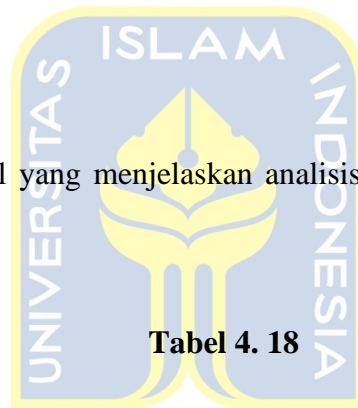 ISLAM
UNIVERSITAS
INDONESIA
yang menjelaskan analisis
Tabel 4. 18